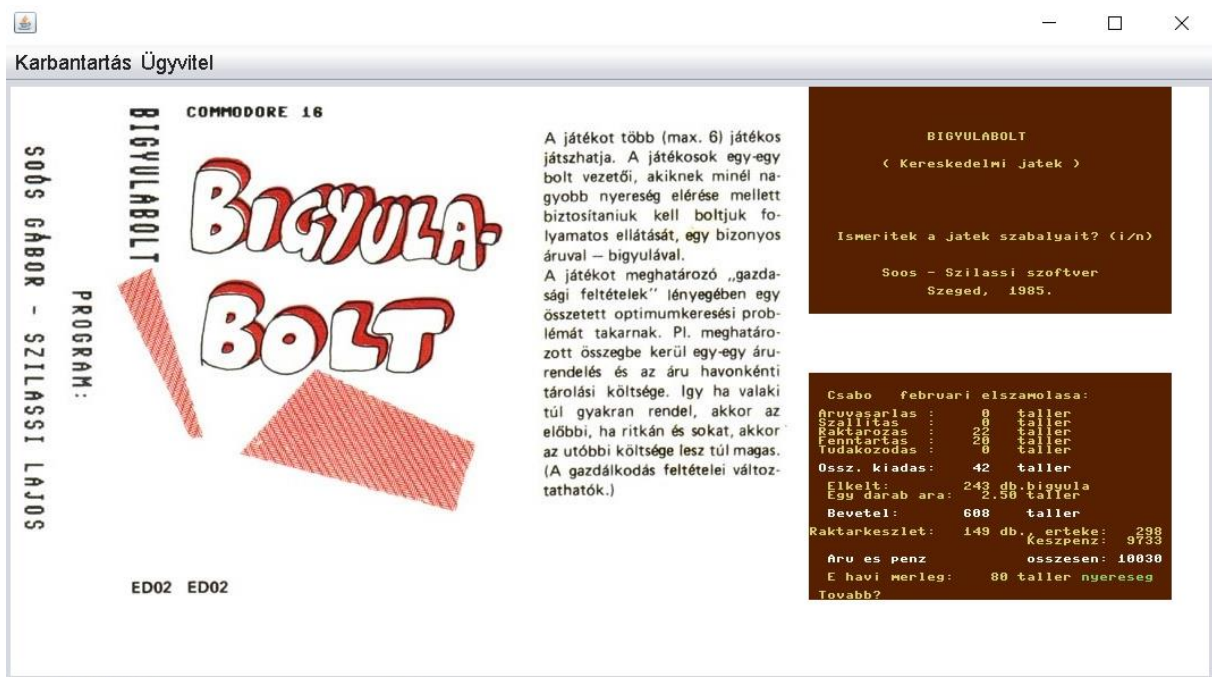 Karbantartás Ügyvitel
SOÓS GÁBOR - SZILASSI LAJOS
PROGRAM:
BIGYULABOLT
COMMODORE 16
BIGYULA-
BOLT
ED02 ED02
A játékot több (max. 6) játékos
játszhatja. A játékosok egy-egy
bolt vezetői, akiknek minél na-
gyobb nyereség elérése mellett
biztosítaniuk kell boltjuk fo-
lyamatos ellátását, egy bizonyos
áruval — bigyulával.
A játékot meghatározó „gazda-
sági feltételek" lényegében egy
összetett optimumkeresési prob-
lémát takarnak. Pl. meghatáro-
zott összegbe kerül egy-egy áru-
rendelés és az áru havonkénti
tárolási költsége. Igy ha valaki
túl gyakran rendel, akkor az
előbbi, ha ritkán és sokat, akkor
az utóbbi költsége lesz túl magas.
(A gazdálkodás feltételei változ-
tathatók.)
BIGYULABOLT
( Kereskedelmi jatek )
Ismeritek a jatek szabalyait? (i/n)
Soos - Szilassi szoftver
Szeged, 1985.
Csabo februari elszamolasa:
Aruvasarlas : 0 taller
Szallitas : 0 taller
Raktarozas : 22 taller
Fenntartas : 20 taller
Tudakozodas : 0 taller
Ossz. kiadas: 42 taller
Elkelt: 243 db.bigyula
Egy darab ara: 2.50 taller
Bevetel: 608 taller
Raktarkeszlet: 149 db., erteke: 298
Keszpenz: 9733
Aru es penz osszesen: 10030
E havi merleg: 80 taller nyereseg
Tovabb?